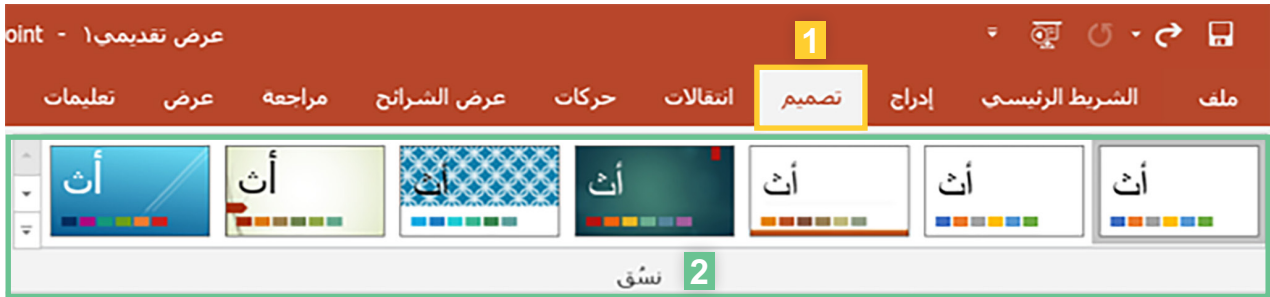 عرض تقديمي١ - oint
1
ملف الشريط الرئيسي إدراج تصميم انتقالات حركات عرض الشرائح مراجعة عرض تعليمات
أث أث أث أث أث أث أث
نسُق 2